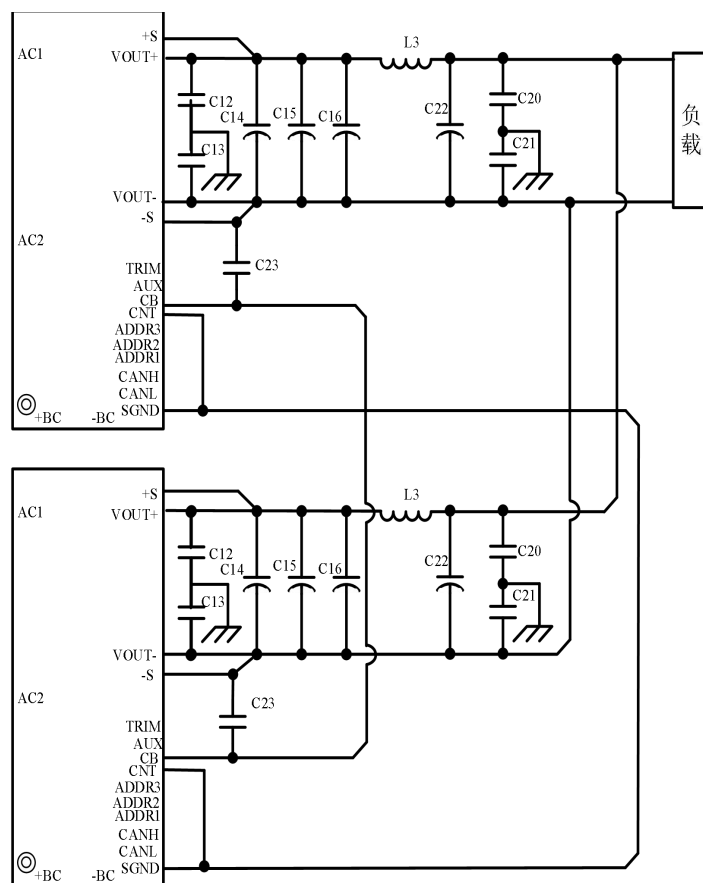 +S
AC1
VOUT+
L3
C12
C14
C15
C16
C22
C20
C13
C21
负
载
VOUT-
-S
AC2
C23
TRIM
AUX
CB
CNT
ADDR3
ADDR2
ADDR1
CANH
CANL
SGND
+BC
-BC
+S
AC1
VOUT+
L3
C12
C14
C15
C16
C22
C20
C13
C21
VOUT-
-S
AC2
C23
TRIM
AUX
CB
CNT
ADDR3
ADDR2
ADDR1
CANH
CANL
SGND
+BC
-BC